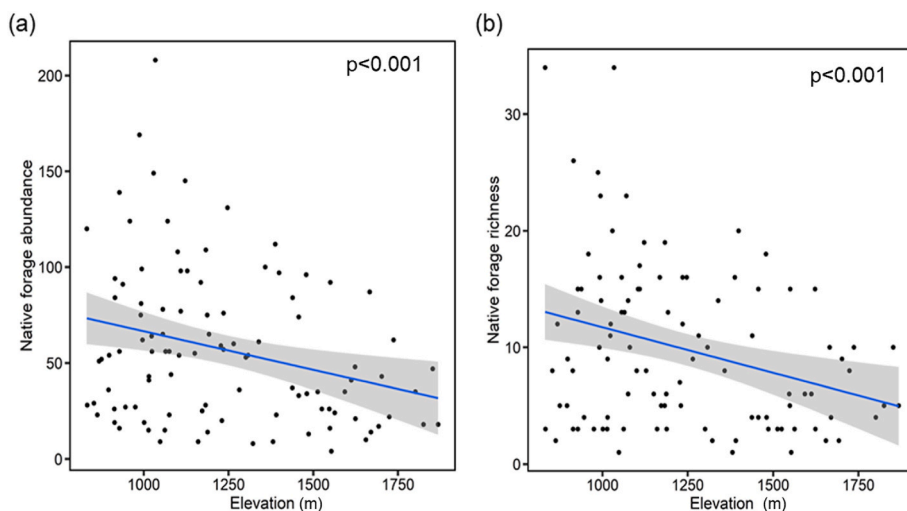 (a)
p<0.001
Native forage abundance
200
150
100
50
0
1000
1250
1500
1750
Elevation (m)
(b)
p<0.001
Native forage richness
30
20
10
0
1000
1250
1500
1750
Elevation (m)